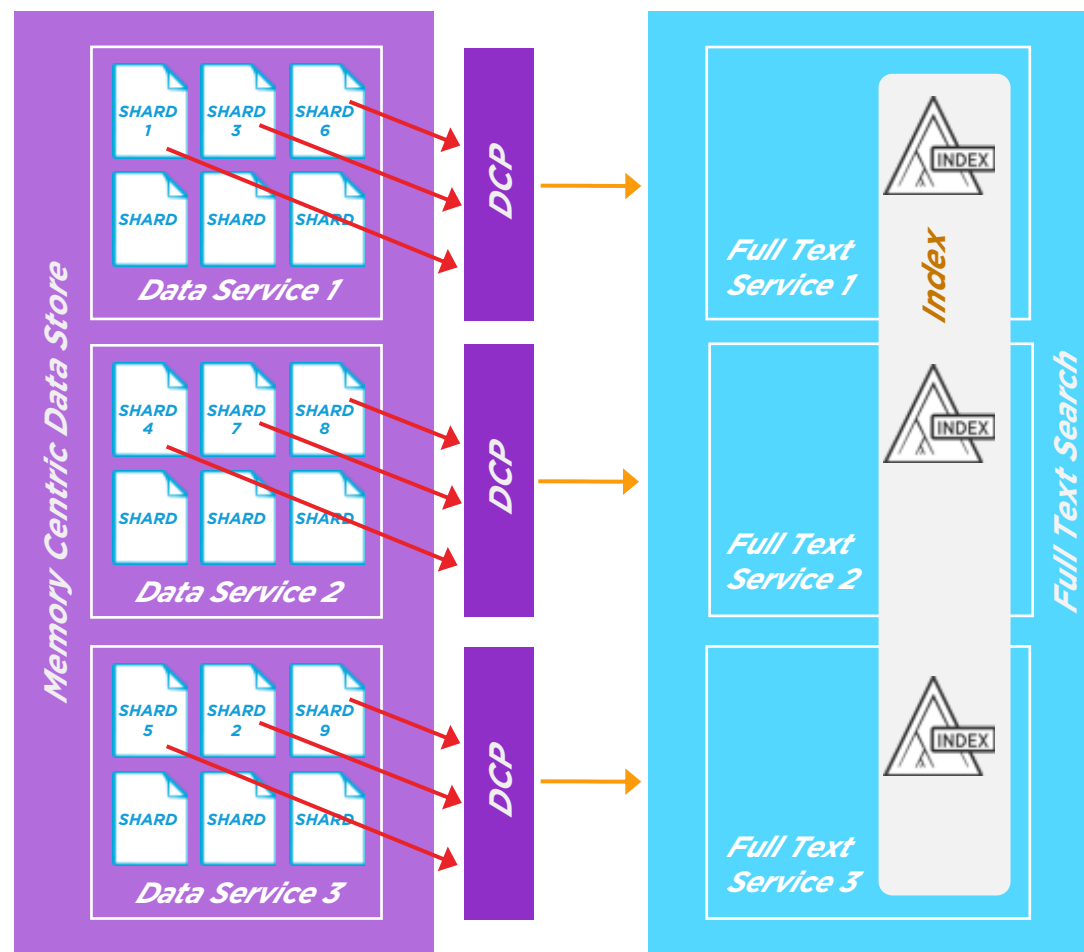 Memory Centric Data Store
SHARD
1
SHARD
3
SHARD
6
SHARD
SHARD
SHARD
Data Service 1
DCP
SHARD
4
SHARD
7
SHARD
8
SHARD
SHARD
SHARD
Data Service 2
DCP
SHARD
5
SHARD
2
SHARD
9
SHARD
SHARD
SHARD
Data Service 3
DCP
Full Text Search
Full Text
Service 1
INDEX
Index
Full Text
Service 2
INDEX
Full Text
Service 3
INDEX